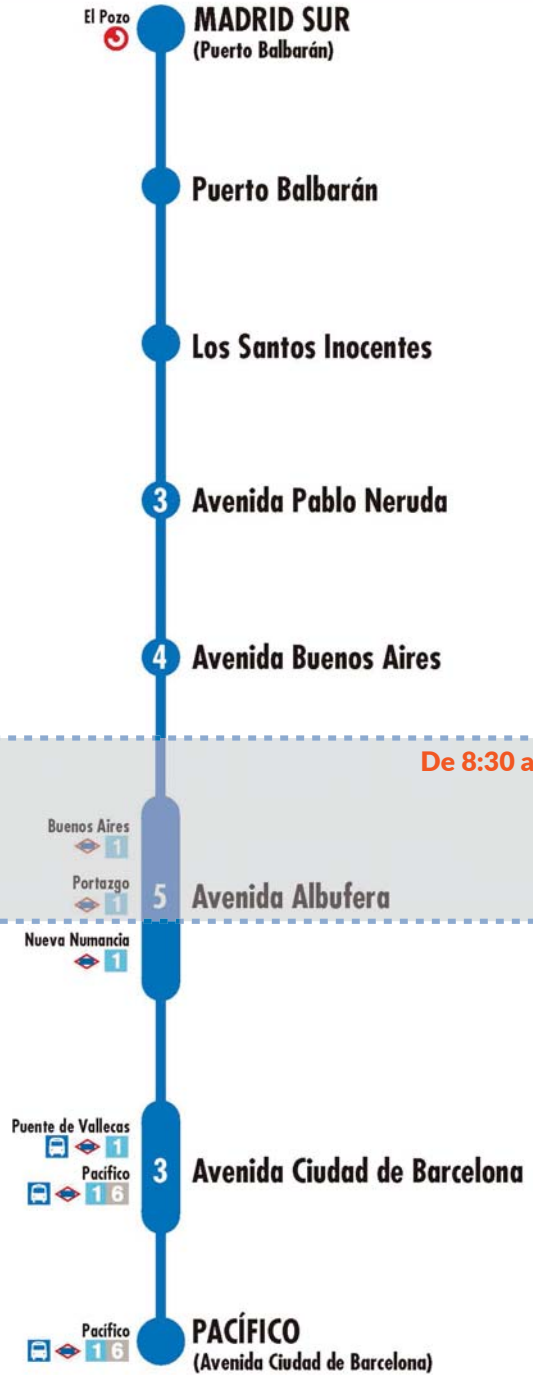 El Pozo
MADRID SUR
(Puerto Balbarán)
Puerto Balbarán
Los Santos Inocentes
3 Avenida Pablo Neruda
4 Avenida Buenos Aires
De 8:30 a
Buenos Aires
1
Portazgo
1
5 Avenida Albufera
Nueva Numancia
1
Puente de Vallecas
1
Pacífico
1 6
3 Avenida Ciudad de Barcelona
Pacífico
1 6
PACÍFICO
(Avenida Ciudad de Barcelona)